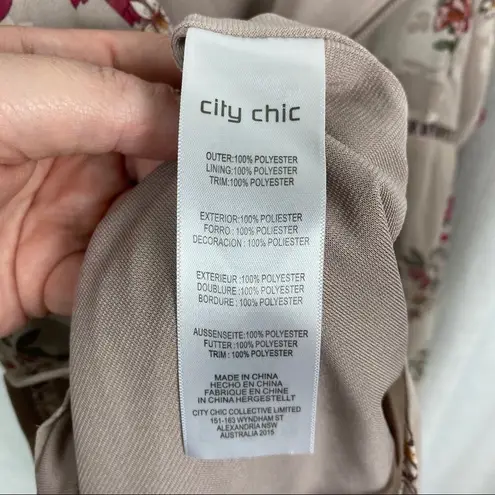 city chic
OUTER:100% POLYESTER
LINING:100% POLYESTER
TRIM:100% POLYESTER
EXTERIOR:100% POLIESTER
FORRO : 100% POLIESTER
DECORACION : 100% POLIESTER
EXTERIEUR :100% POLYESTER
DOUBLURE :100% POLYESTER
BORDURE : 100% POLYESTER
AUSSENSEITE:100% POLYESTER
FUTTER :100% POLYESTER
TRIM : 100% POLYESTER
MADE IN CHINA
HECHO EN CHINA
FABRIQUE EN CHINE
IN CHINA HERGESTELLT
CITY CHIC COLLECTIVE LIMITED
151-163 WYNDHAM ST
ALEXANDRIA NSW
AUSTRALIA 2015